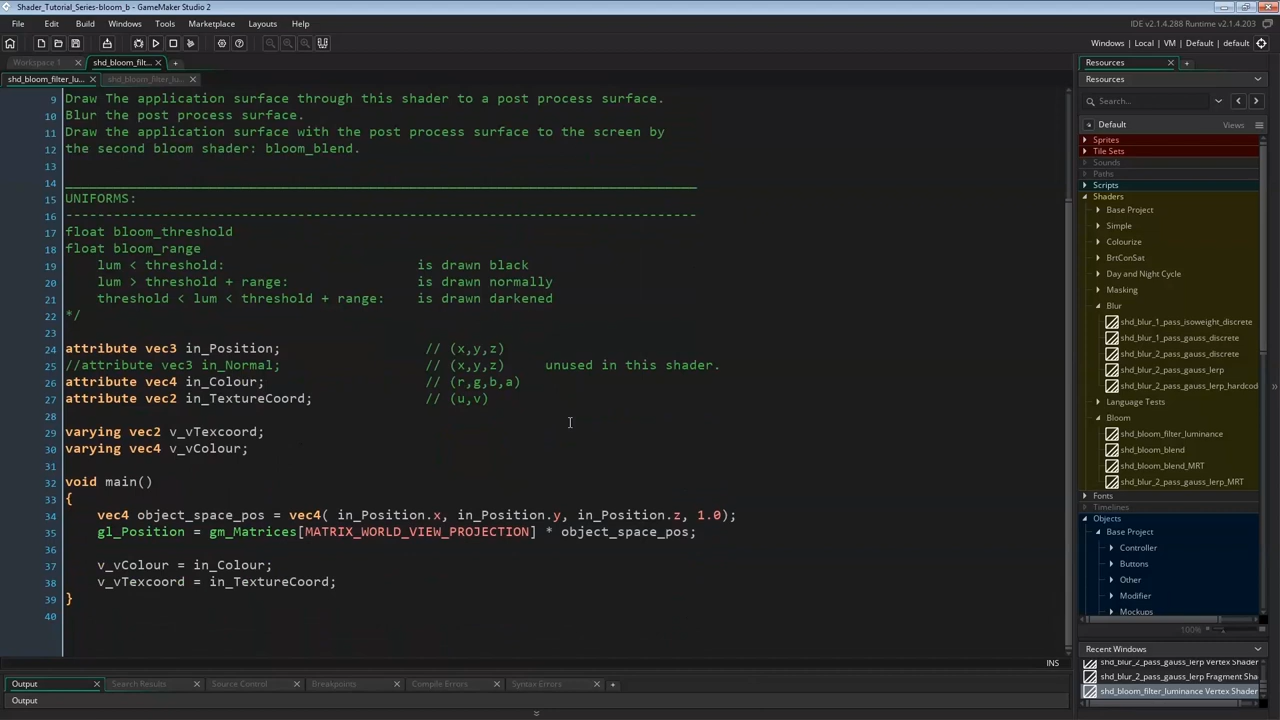 Shader_Tutorial_Series-bloom_b - GameMaker Studio 2
File Edit Build Windows Tools Marketplace Layouts Help
IDE v2.1.4.288 Runtime v2.1.4.203
Windows | Local | VM | Default | default
Workspace 1
shd_bloom_filt...
shd_bloom_filter_lu...
shd_bloom_filter_lu...
9 Draw The application surface through this shader to a post process surface.
10 Blur the post process surface.
11 Draw the application surface with the post process surface to the screen by
12 the second bloom shader: bloom_blend.
13
14 _______________________________________________________________________________
15 UNIFORMS:
16 -------------------------------------------------------------------------------
17 float bloom_threshold
18 float bloom_range
19 lum < threshold: is drawn black
20 lum > threshold + range: is drawn normally
21 threshold < lum < threshold + range: is drawn darkened
22 */
23
24 attribute vec3 in_Position; // (x,y,z)
25 //attribute vec3 in_Normal; // (x,y,z) unused in this shader.
26 attribute vec4 in_Colour; // (r,g,b,a)
27 attribute vec2 in_TextureCoord; // (u,v)
28
29 varying vec2 v_vTexcoord;
30 varying vec4 v_vColour;
31
32 void main()
33 {
34 vec4 object_space_pos = vec4( in_Position.x, in_Position.y, in_Position.z, 1.0);
35 gl_Position = gm_Matrices[MATRIX_WORLD_VIEW_PROJECTION] * object_space_pos;
36
37 v_vColour = in_Colour;
38 v_vTexcoord = in_TextureCoord;
39 }
40
INS
Output
Search Results
Source Control
Breakpoints
Compile Errors
Syntax Errors
Output
Resources
Resources
Search...
Default Views
Sprites
Tile Sets
Sounds
Paths
Scripts
Shaders
Base Project
Simple
Colourize
BrtConSat
Day and Night Cycle
Masking
Blur
shd_blur_1_pass_isoweight_discrete
shd_blur_1_pass_gauss_discrete
shd_blur_2_pass_gauss_discrete
shd_blur_2_pass_gauss_lerp
shd_blur_2_pass_gauss_lerp_hardcod
Language Tests
Bloom
shd_bloom_filter_luminance
shd_bloom_blend
shd_bloom_blend_MRT
shd_blur_2_pass_gauss_lerp_MRT
Fonts
Timelines
Objects
Base Project
Controller
Buttons
Other
Modifier
Mockups
100%
Recent Windows
shd_blur_2_pass_gauss_lerp Vertex Shader
shd_blur_2_pass_gauss_lerp Fragment Sha
shd_bloom_filter_luminance Vertex Shader